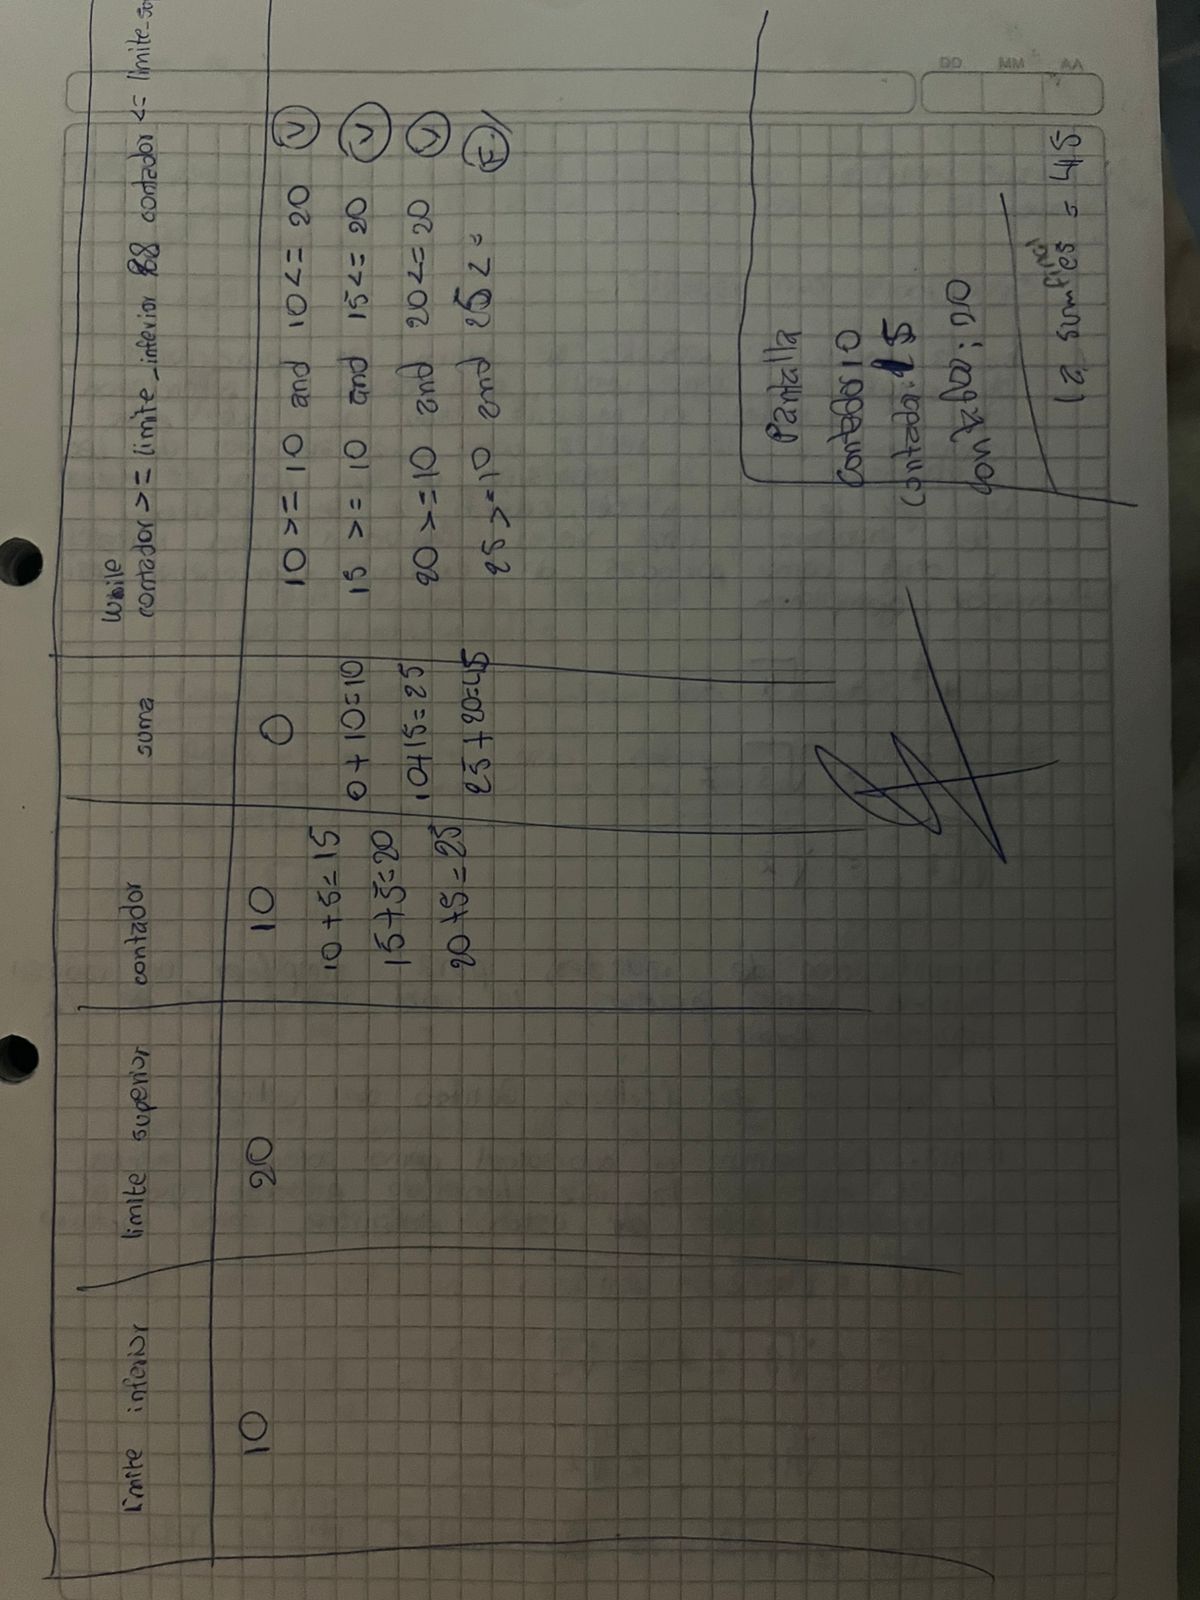 DD MM AA
While
limite inferior limite superior contador suma contador >= limite_inferior && contador <= limite_sup
10 20 10 0 10 >= 10 and 10 <= 20 V
10+5=15 0+10=10 15 >= 10 and 15 <= 20 V
15+5=20 10+15=25 20 >= 10 and 20 <= 20 V
20+5=25 25+20=45 25 >= 10 and 25 <= F
Pantalla
contador 10
contador: 15
contador: 20
la suma final es = 45